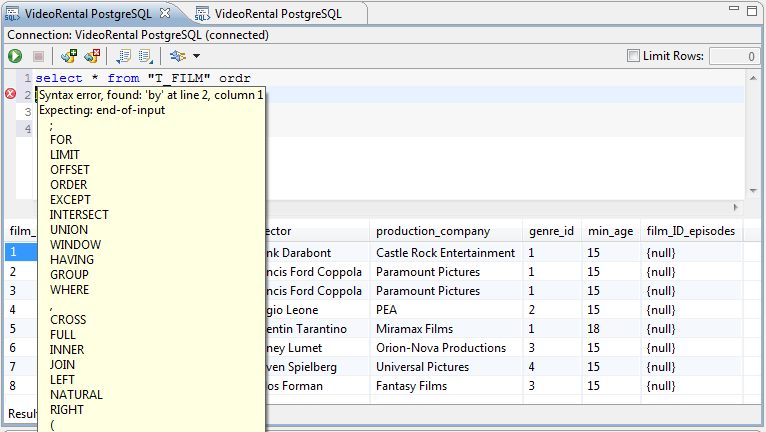 VideoRental PostgreSQL VideoRental PostgreSQL
Connection: VideoRental PostgreSQL (connected)
Limit Rows: 0
1 select * from "T_FILM" ordr
2
3
4
Syntax error, found: 'by' at line 2, column 1
Expecting: end-of-input
;
FOR
LIMIT
OFFSET
ORDER
EXCEPT
INTERSECT
UNION
WINDOW
HAVING
GROUP
WHERE
,
CROSS
FULL
INNER
JOIN
LEFT
NATURAL
RIGHT
(
film_ ector production_company genre_id min_age film_ID_episodes
1 nk Darabont Castle Rock Entertainment 1 15 {null}
2 ncis Ford Coppola Paramount Pictures 1 15 {null}
3 ncis Ford Coppola Paramount Pictures 1 15 {null}
4 gio Leone PEA 2 15 {null}
5 entin Tarantino Miramax Films 1 18 {null}
6 ney Lumet Orion-Nova Productions 3 15 {null}
7 ven Spielberg Universal Pictures 4 15 {null}
8 os Forman Fantasy Films 3 15 {null}
Result